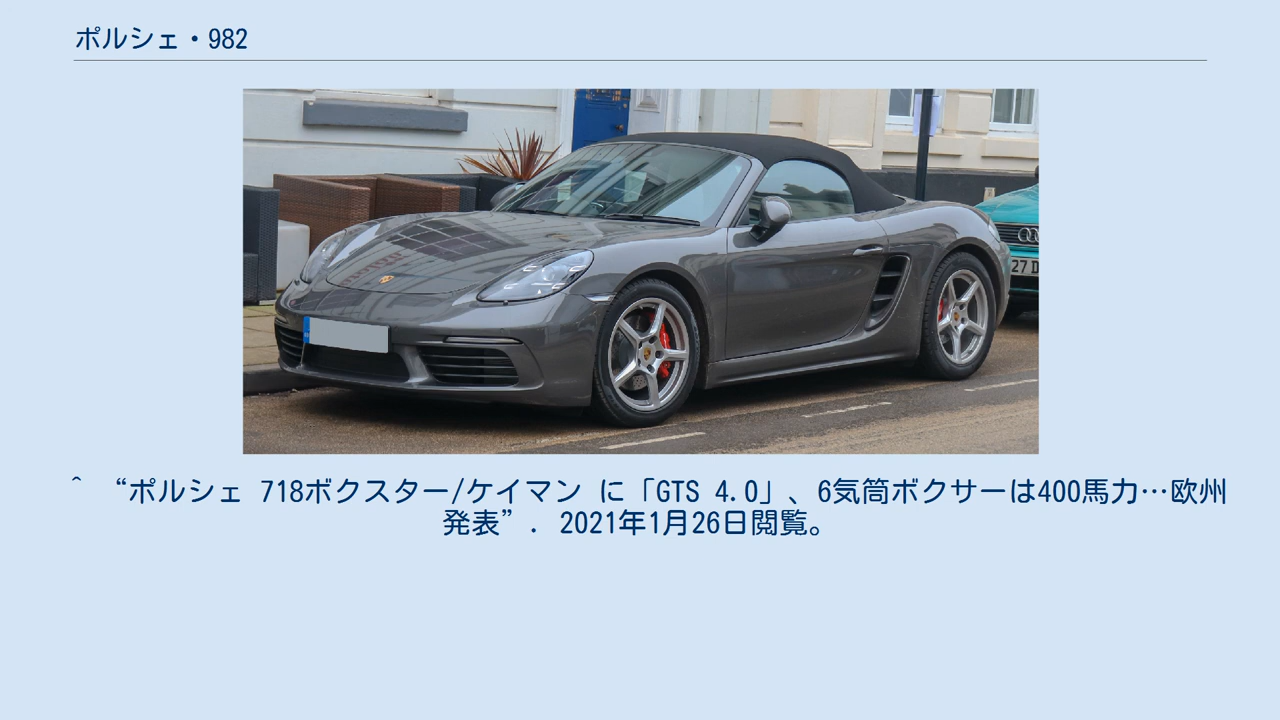 ポルシェ・982
27 D
^ “ポルシェ 718ボクスター/ケイマン に「GTS 4.0」、6気筒ボクサーは400馬力…欧州
発表”. 2021年1月26日閲覧。